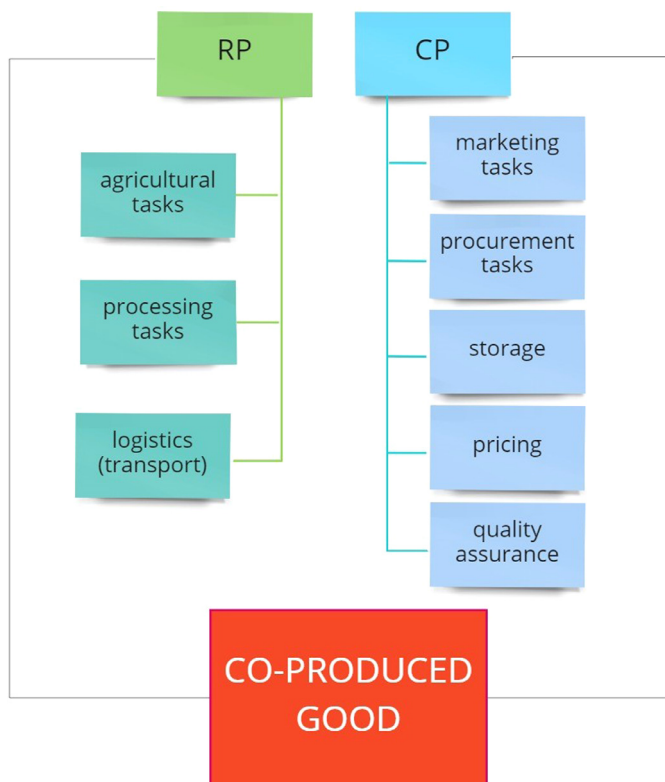 RP
CP
agricultural
tasks
processing
tasks
logistics
(transport)
marketing
tasks
procurement
tasks
storage
pricing
quality
assurance
CO-PRODUCED
GOOD